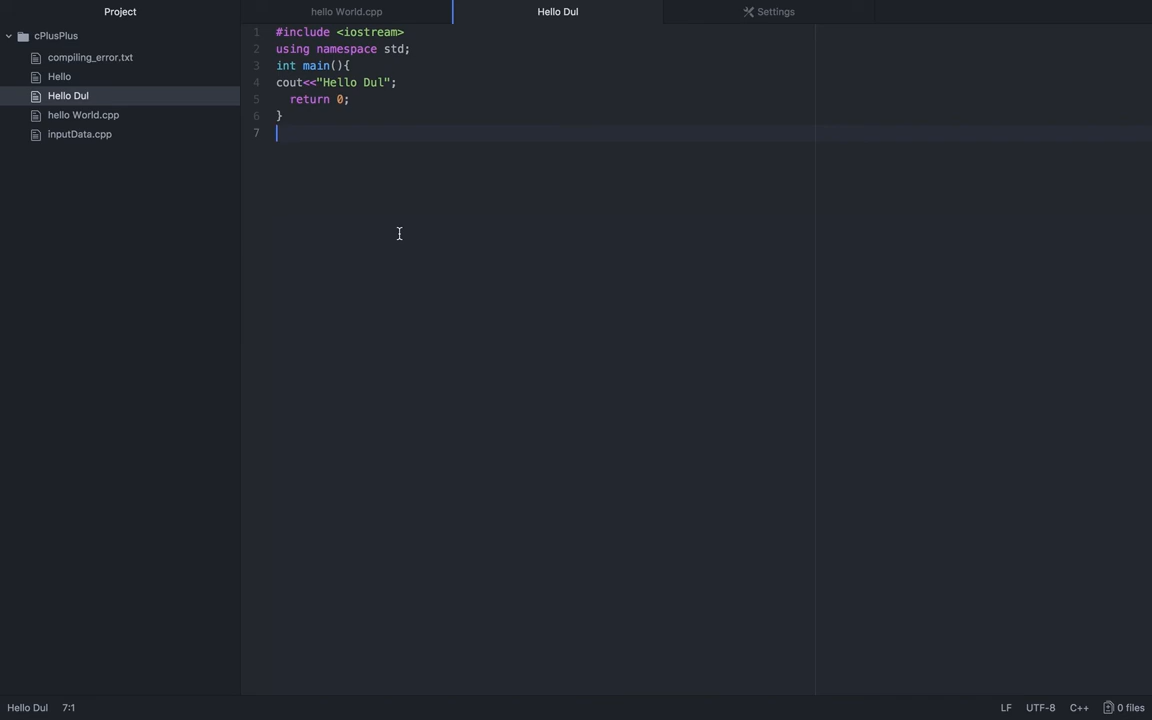 Project
hello World.cpp
Hello Dul
Settings
cPlusPlus
compiling_error.txt
Hello
Hello Dul
hello World.cpp
inputData.cpp
1 #include <iostream>
2 using namespace std;
3 int main(){
4 cout<<"Hello Dul";
5   return 0;
6 }
7
Hello Dul 7:1
LF UTF-8 C++ 0 files